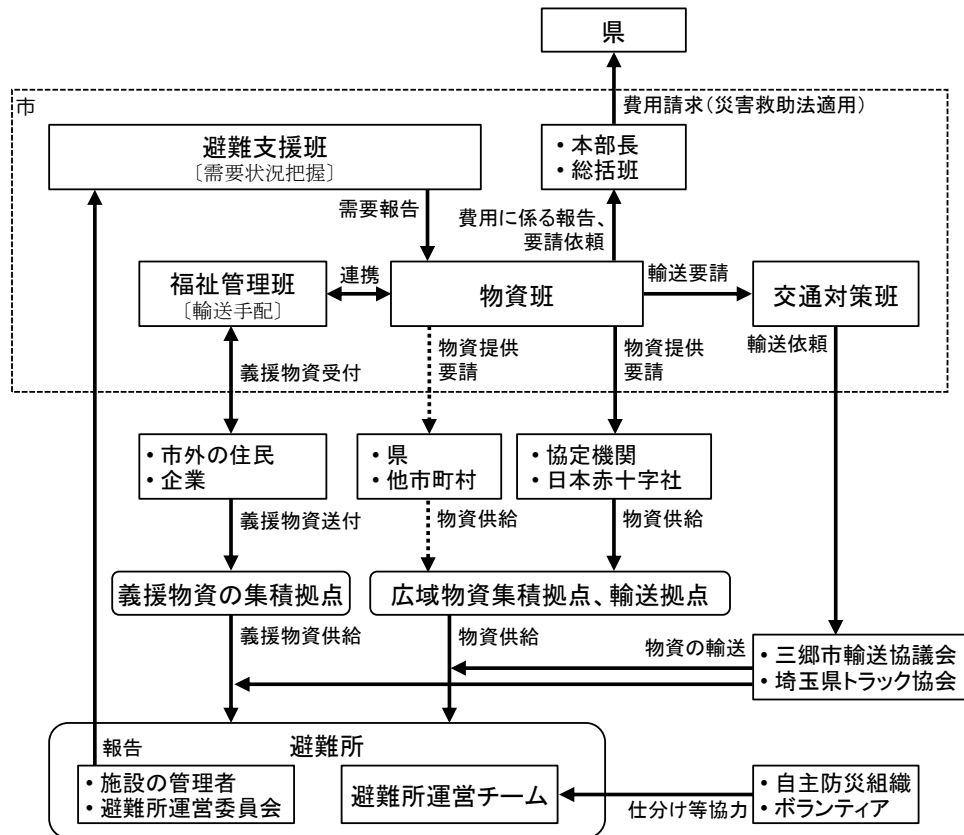 県
市
費用請求（災害救助法適用）
避難支援班
〔需要状況把握〕
・本部長
・総括班
需要報告
費用に係る報告、
要請依頼
福祉管理班
〔輸送手配〕
連携
物資班
輸送要請
交通対策班
義援物資受付
物資提供
要請
物資提供
要請
輸送依頼
・市外の住民
・企業
・県
・他市町村
・協定機関
・日本赤十字社
義援物資送付
物資供給
物資供給
義援物資の集積拠点
広域物資集積拠点、輸送拠点
義援物資供給
物資供給
物資の輸送
・三郷市輸送協議会
・埼玉県トラック協会
報告
避難所
・施設の管理者
・避難所運営委員会
避難所運営チーム
仕分け等協力
・自主防災組織
・ボランティア